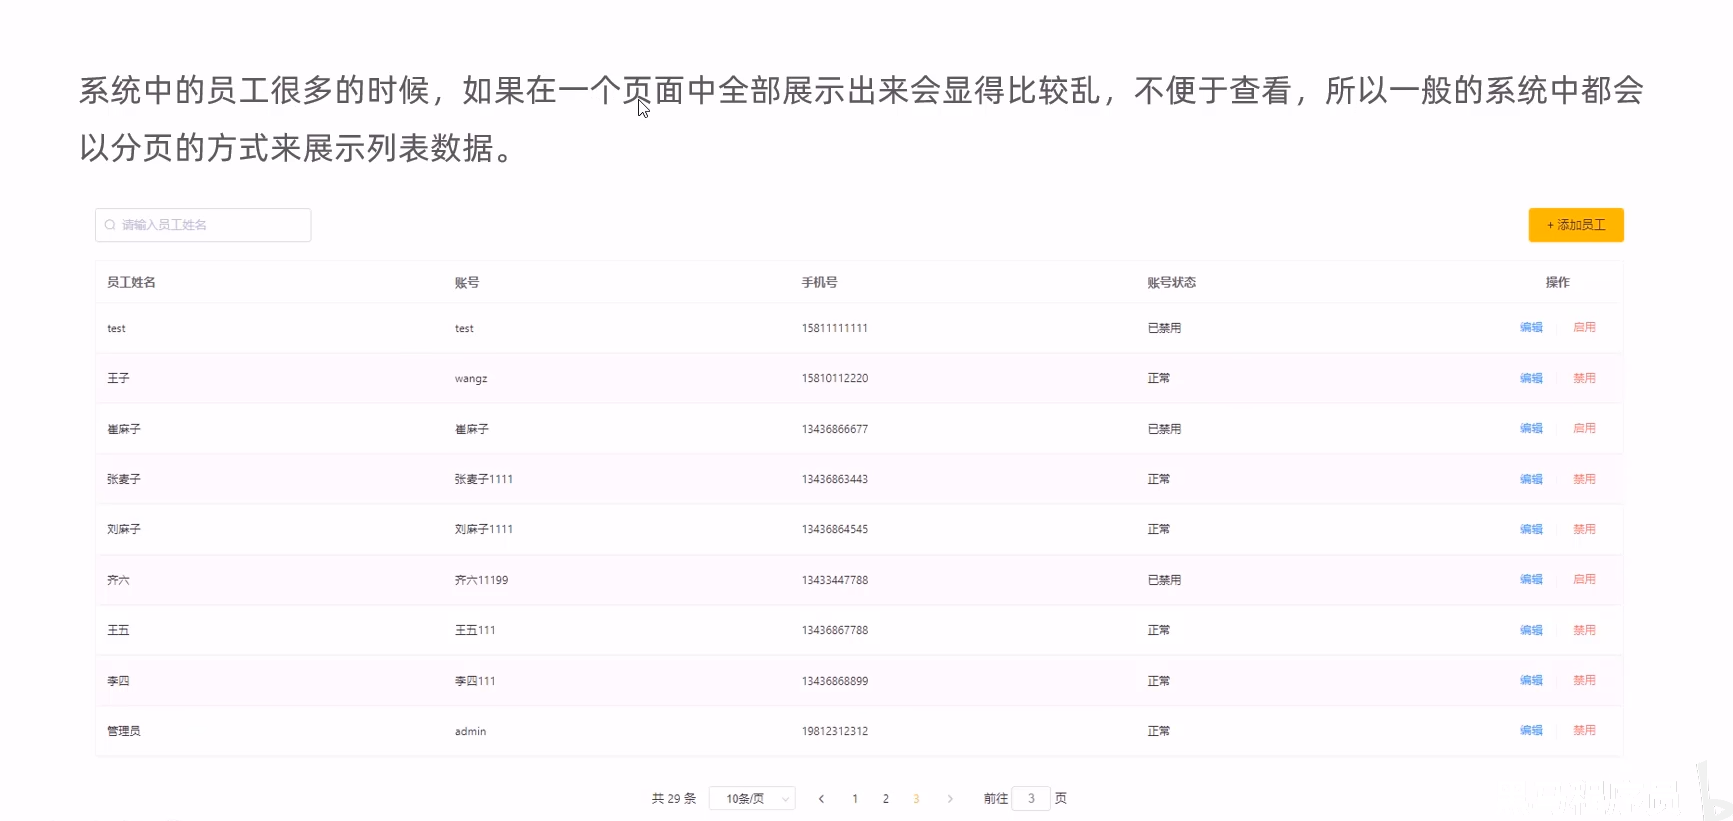 系统中的员工很多的时候，如果在一个页面中全部展示出来会显得比较乱，不便于查看，所以一般的系统中都会
以分页的方式来展示列表数据。
请输入员工姓名 + 添加员工
员工姓名 账号 手机号 账号状态 操作
test test 15811111111 已禁用 编辑 启用
王子 wangz 15810112220 正常 编辑 禁用
崔麻子 崔麻子 13436866677 已禁用 编辑 启用
张麦子 张麦子1111 13436863443 正常 编辑 禁用
刘麻子 刘麻子1111 13436864545 正常 编辑 禁用
齐六 齐六11199 13433447788 已禁用 编辑 启用
王五 王五111 13436867788 正常 编辑 禁用
李四 李四111 13436868899 正常 编辑 禁用
管理员 admin 19812312312 正常 编辑 禁用
共 29 条 10条/页 < 1 2 3 > 前往 3 页